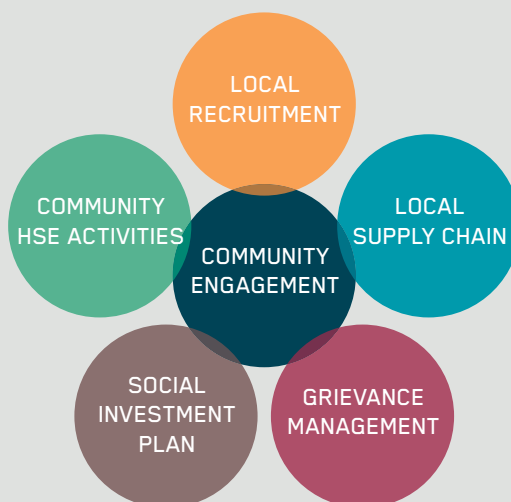 LOCAL
RECRUITMENT
COMMUNITY
HSE ACTIVITIES
LOCAL
SUPPLY CHAIN
COMMUNITY
ENGAGEMENT
SOCIAL
INVESTMENT
PLAN
GRIEVANCE
MANAGEMENT